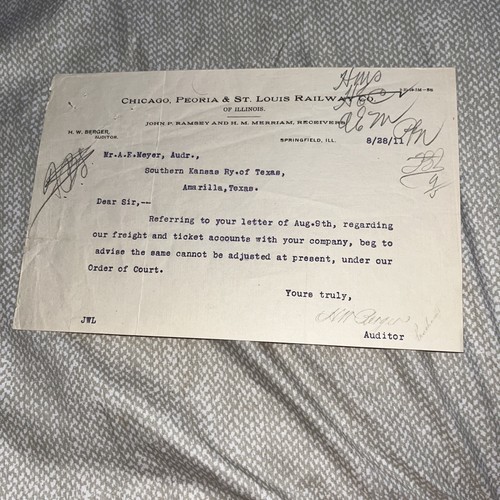 CHICAGO, PEORIA & ST. LOUIS RAILWAY CO.
OF ILLINOIS.
JOHN P. RAMSEY AND H. M. MERRIAM, RECEIVERS
H. W. BERGER,
AUDITOR.
SPRINGFIELD, ILL.
8/28/11
Mr.A.E.Meyer, Audr.,
Southern Kansas Ry.of Texas,
Amarilla,Texas.
Dear Sir,--
Referring to your letter of Aug.9th, regarding
our freight and ticket accounts with your company, beg to
advise the same cannot be adjusted at present, under our
Order of Court.
Yours truly,
JWL
Auditor